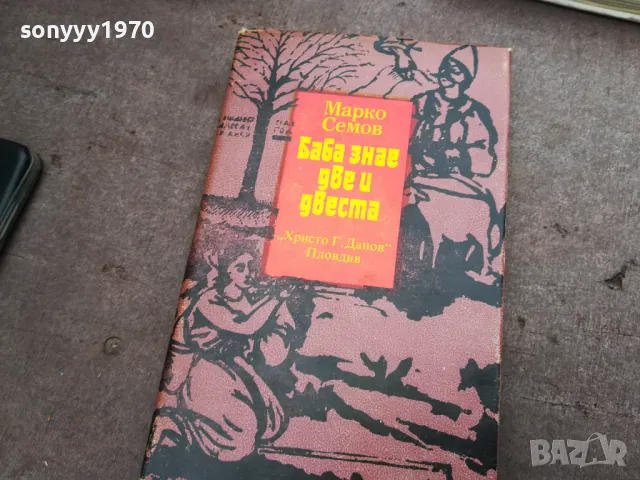 sonyyy1970
Марко
Семов
Баба знае
две и
двеста
„Христо Г. Данов“
Пловдив
BAZAR